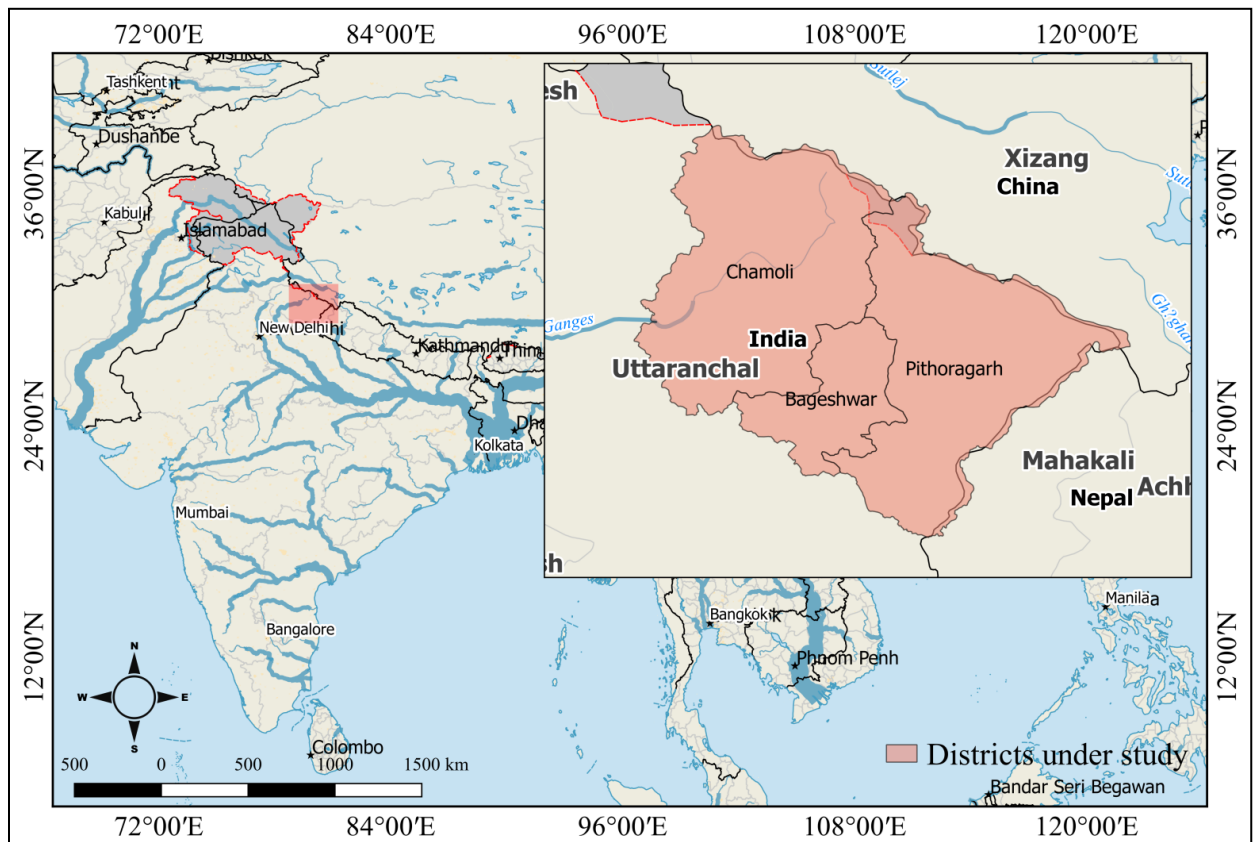 72°00'E 84°00'E 96°00'E 108°00'E 120°00'E
36°00'N
24°00'N
12°00'N
36°00'N
24°00'N
12°00'N
Tashkent
Dushanbe
Kabul
Islamabad
New Delhi
Kathmandu
Kolkata
Mumbai
Bangalore
Colombo
esh
Sutlej
Xizang
China
Chamoli
Ganges
India
Uttaranchal
Pithoragarh
Bageshwar
Mahakali
Achh
Nepal
Bangkok
Phnom Penh
Manila
N
W E
S
500 0 500 1000 1500 km
Districts under study
Bandar Seri Begawan
72°00'E 84°00'E 96°00'E 108°00'E 120°00'E